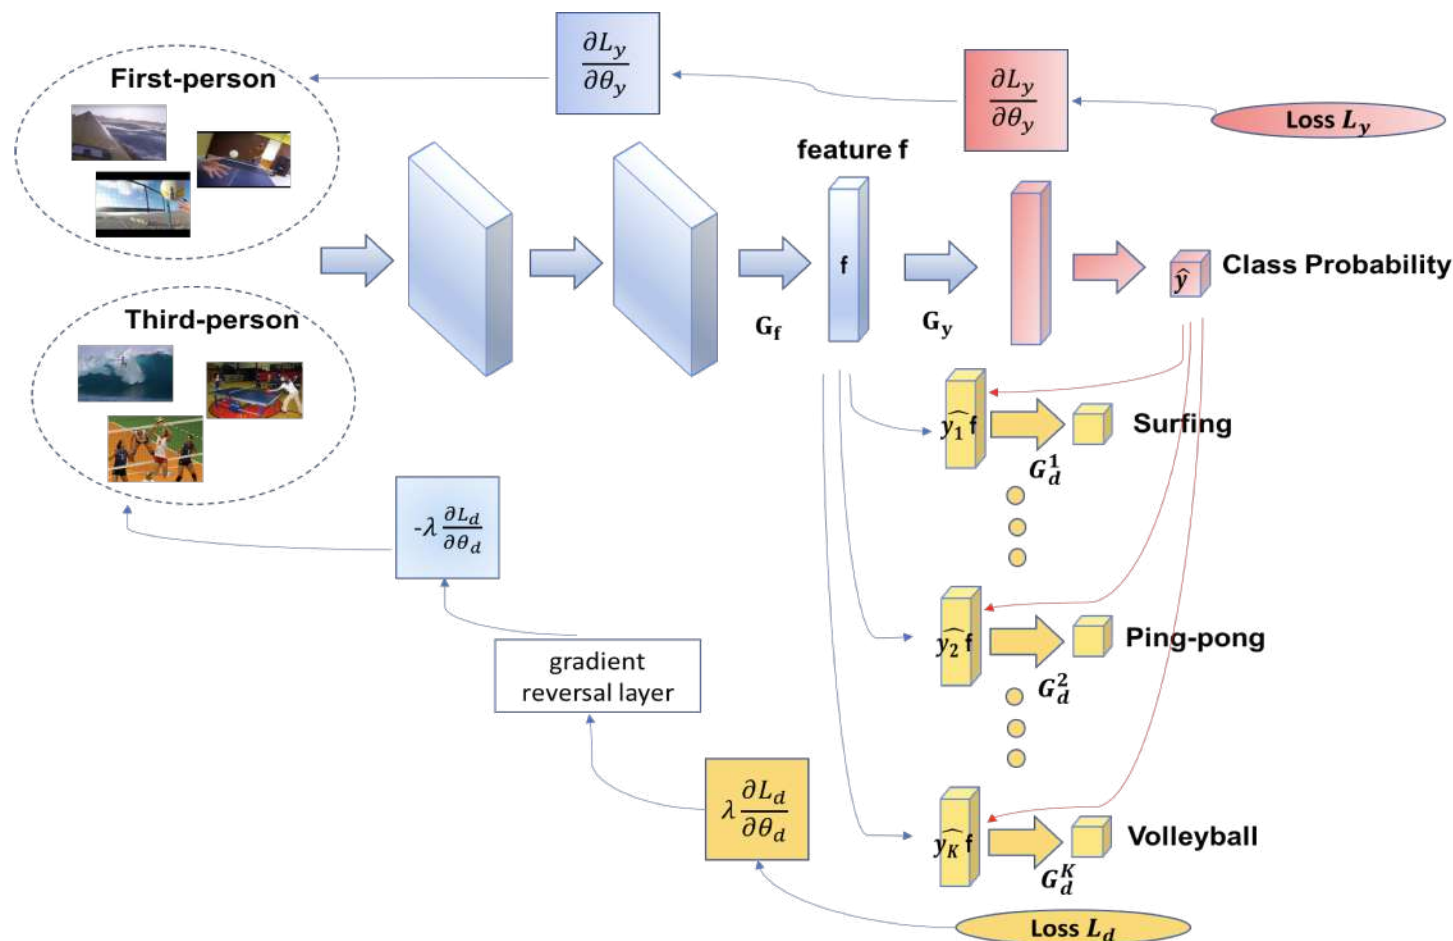 First-person
∂L_y
∂θ_y
∂L_y
∂θ_y
Loss L_y
feature f
f
G_f
G_y
ŷ
Class Probability
Third-person
ŷ_1 f
G_d^1
Surfing
-λ ∂L_d
∂θ_d
ŷ_2 f
G_d^2
Ping-pong
gradient
reversal layer
λ ∂L_d
∂θ_d
ŷ_K f
G_d^K
Volleyball
Loss L_d